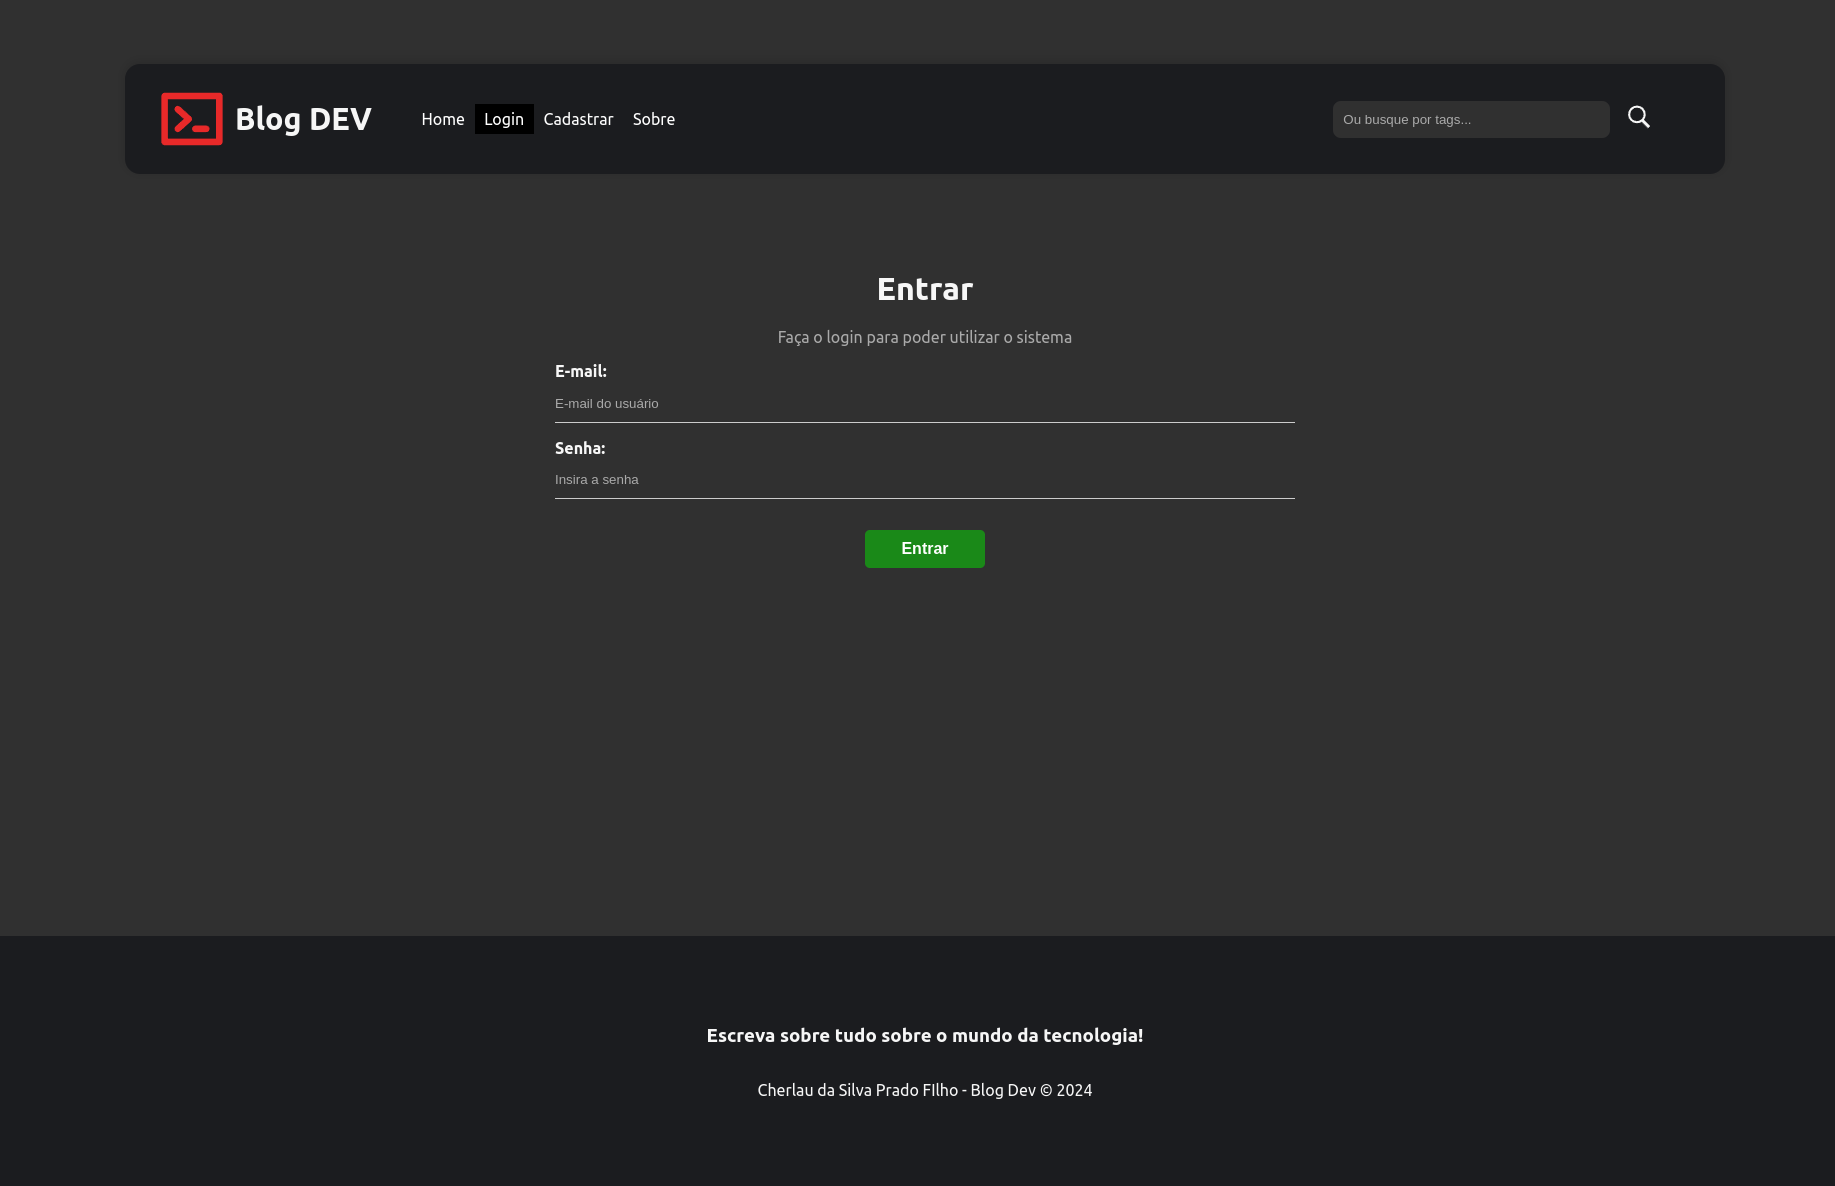 Blog DEV
Home Login Cadastrar Sobre
Ou busque por tags...
Entrar
Faça o login para poder utilizar o sistema
E-mail:
E-mail do usuário
Senha:
Insira a senha
Entrar
Escreva sobre tudo sobre o mundo da tecnologia!
Cherlau da Silva Prado FIlho - Blog Dev © 2024